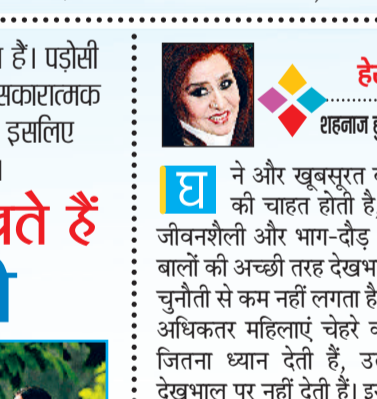 हैं। पड़ोसी
सकारात्मक
इसलिए
हैं
शहनाज
घने और खूबसूरत
की चाहत होती है,
जीवनशैली और भाग-दौड़
बालों की अच्छी तरह
चुनौती से कम नहीं लगता है
अधिकतर महिलाएं चेहरे
जितना ध्यान देती हैं,
देखभाल पर नहीं देती हैं।